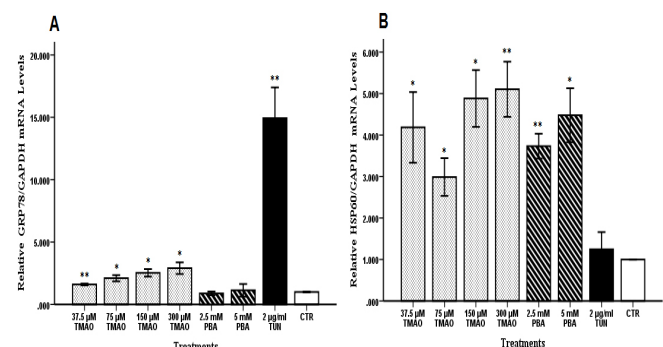 A
Relative GRP78/GAPDH mRNA Levels
20.000
15.000
10.000
5.000
.000
**
*
*
*
**
37.5 µM TMAO
75 µM TMAO
150 µM TMAO
300 µM TMAO
2.5 mM PBA
5 mM PBA
2 µg/ml TUN
CTR
Treatments
B
Relative HSP60/GAPDH mRNA Levels
6.000
5.000
4.000
3.000
2.000
1.000
.000
*
*
*
**
**
*
37.5 µM TMAO
75 µM TMAO
150 µM TMAO
300 µM TMAO
2.5 mM PBA
5 mM PBA
2 µg/ml TUN
CTR
Treatments